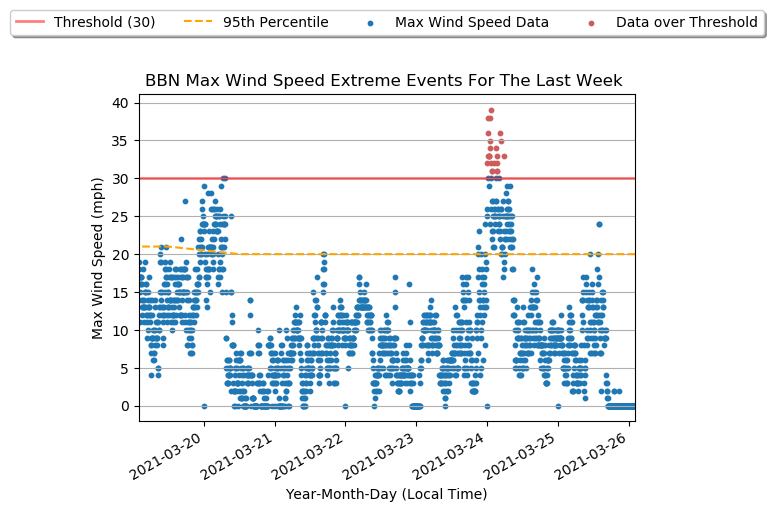 Threshold (30) 95th Percentile Max Wind Speed Data Data over Threshold
BBN Max Wind Speed Extreme Events For The Last Week
Max Wind Speed (mph)
40
35
30
25
20
15
10
5
0
2021-03-20 2021-03-21 2021-03-22 2021-03-23 2021-03-24 2021-03-25 2021-03-26
Year-Month-Day (Local Time)